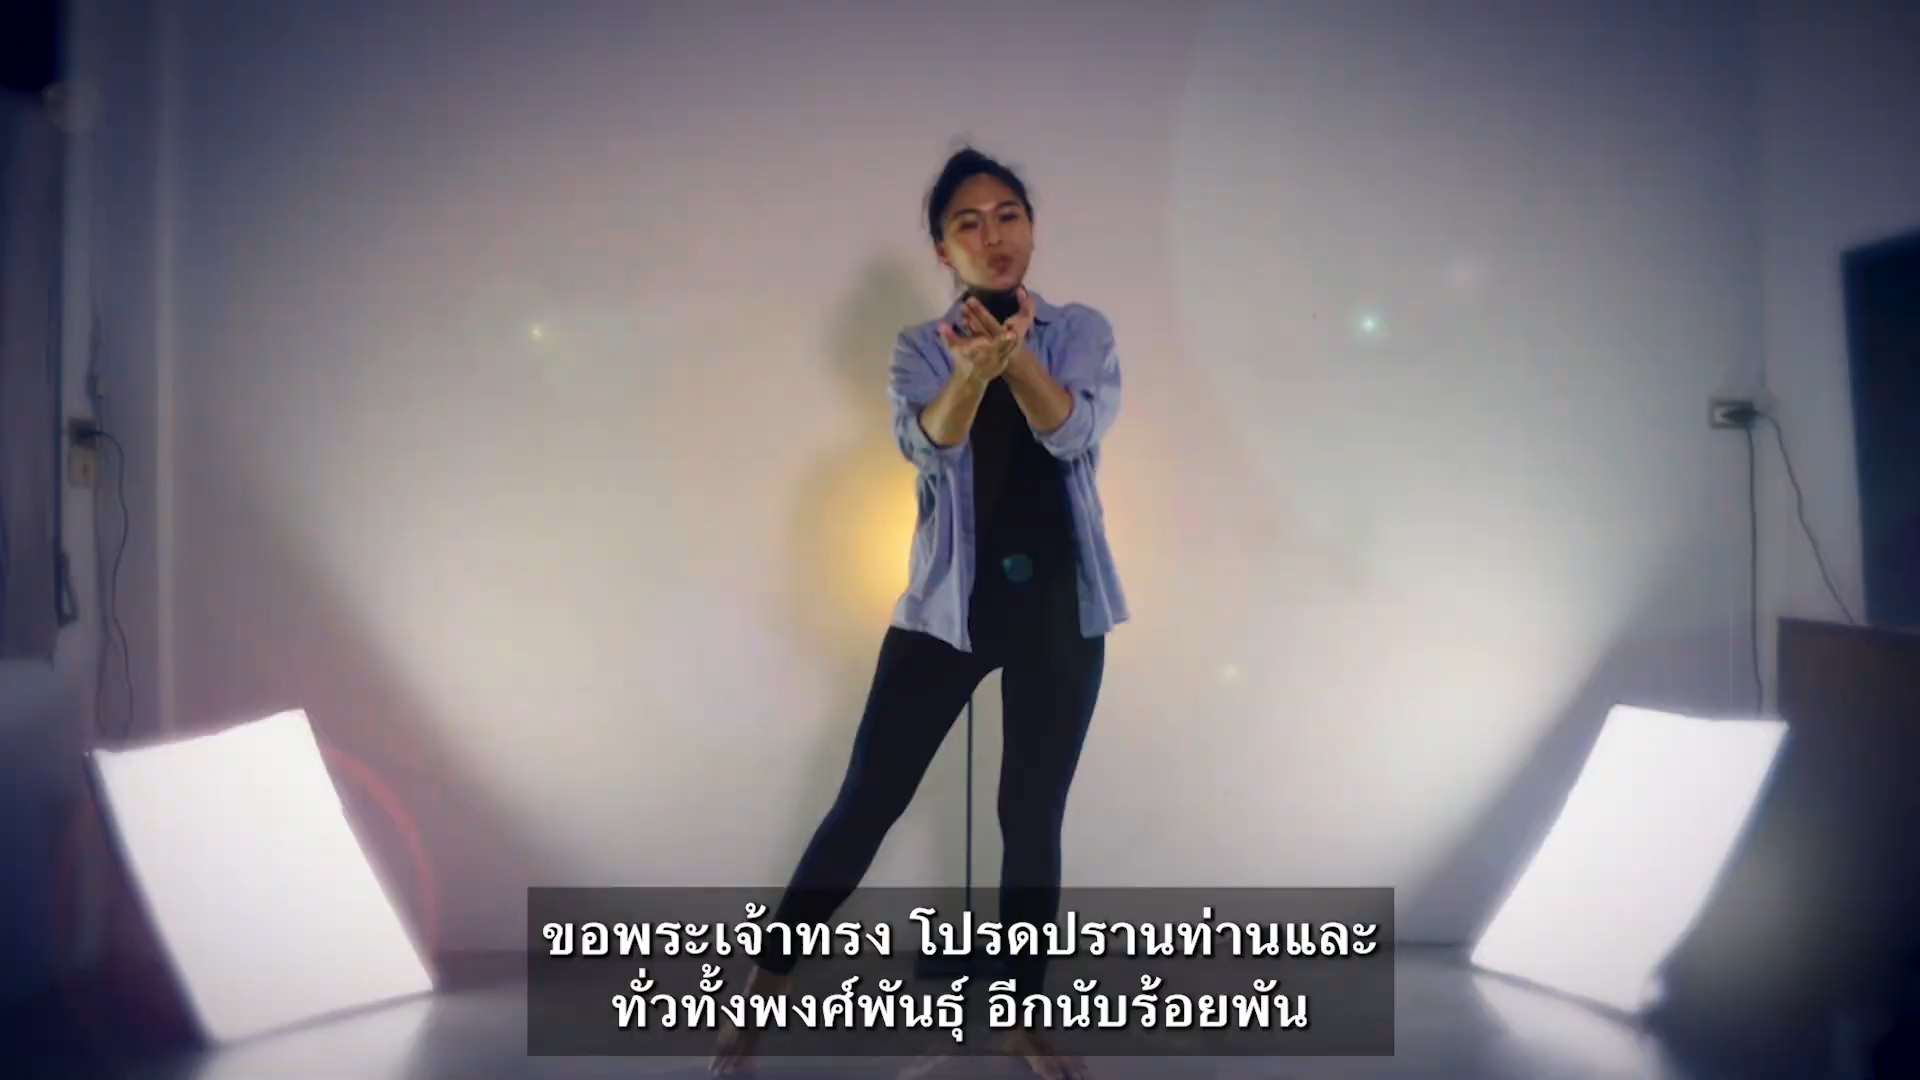 ขอพระเจ้าทรง โปรดปรานท่านและ
ทั่วทั้งพงศ์พันธุ์ อีกนับร้อยพัน